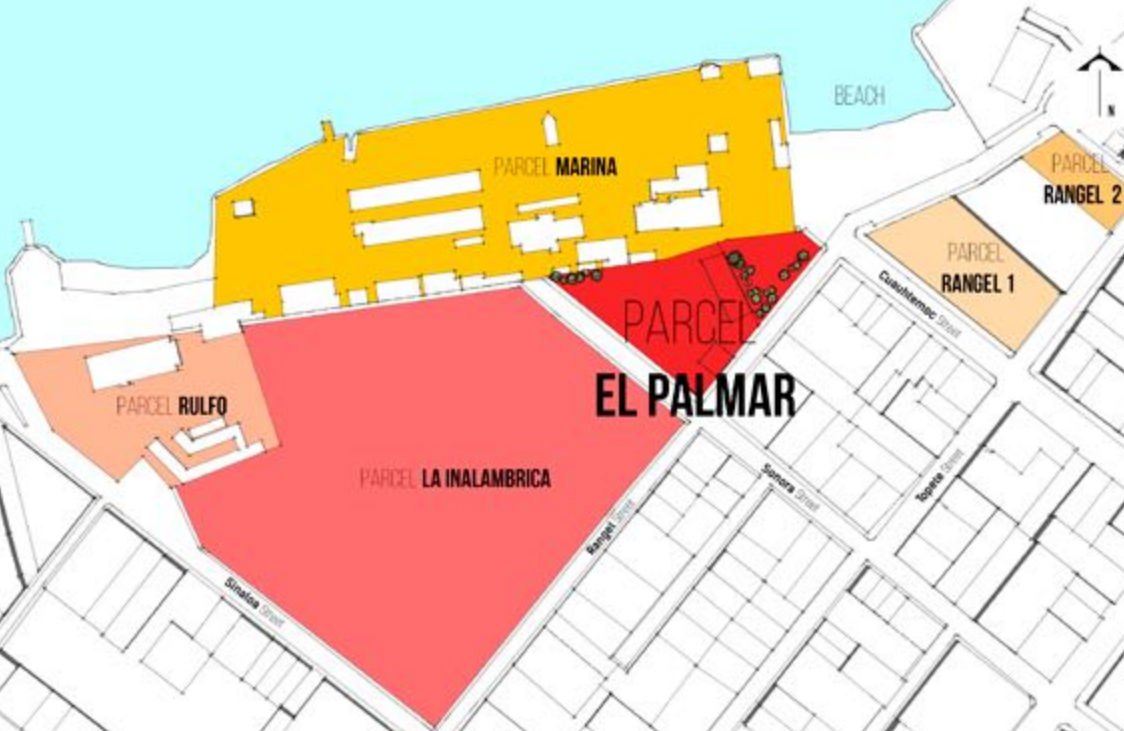 BEACH
N
PARCEL MARINA
PARCEL
RANGEL 2
PARCEL
RANGEL 1
Cuauhtemoc Street
PARCEL
EL PALMAR
PARCEL RULFO
PARCEL LA INALAMBRICA
Sonora Street
Topete Street
Rangel Street
Sinaloa Street